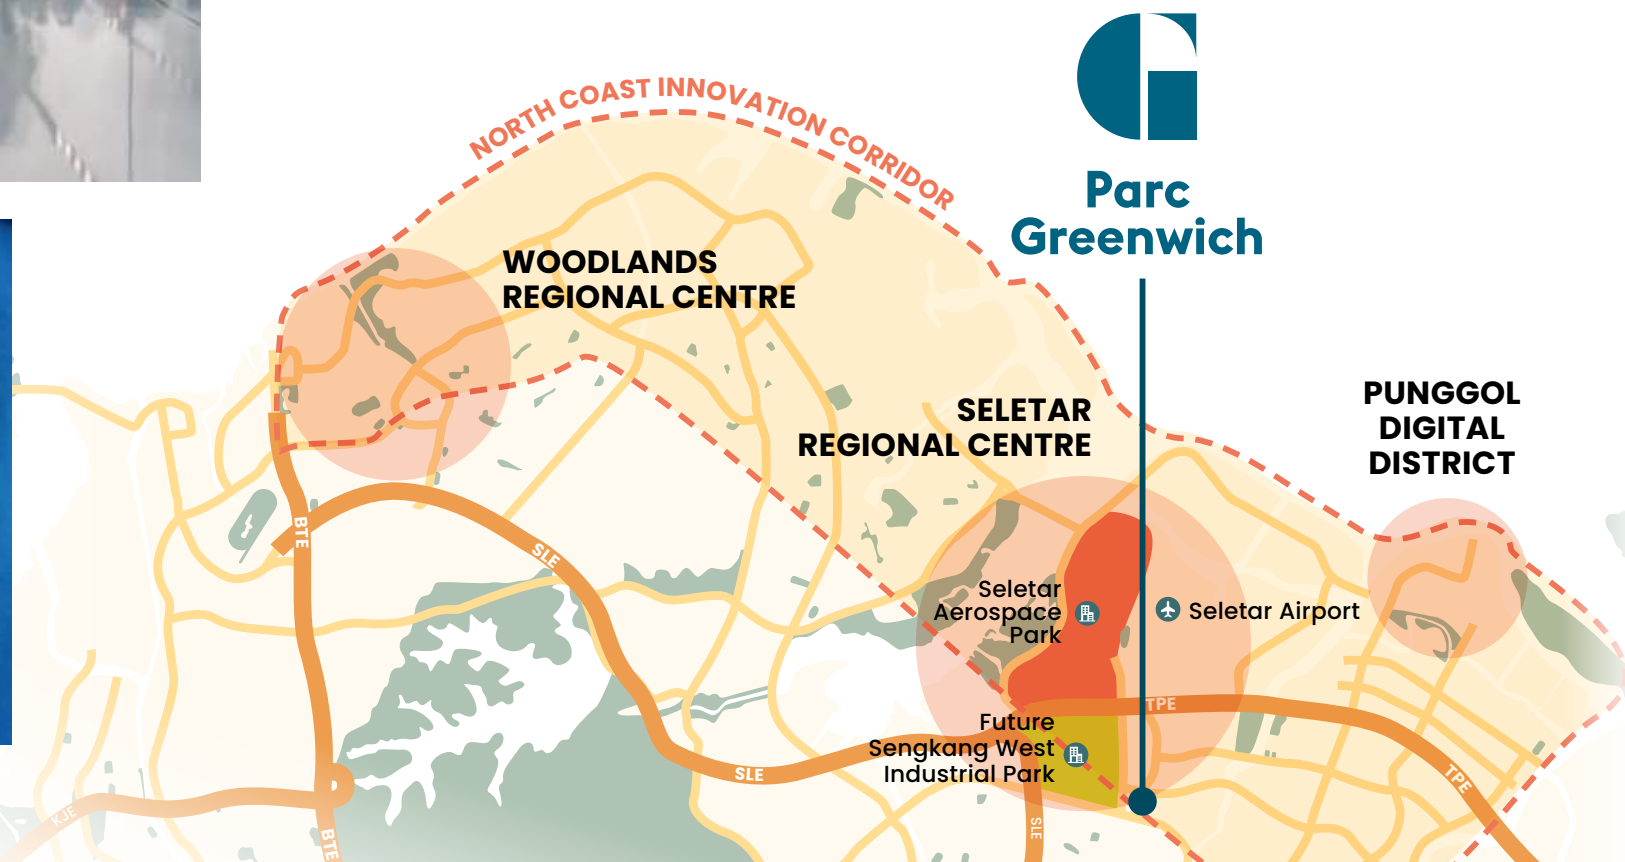 NORTH COAST INNOVATION CORRIDOR
Parc
Greenwich
WOODLANDS
REGIONAL CENTRE
SELETAR
REGIONAL CENTRE
PUNGGOL
DIGITAL
DISTRICT
BTE
SLE
Seletar
Aerospace
Park
Seletar Airport
TPE
Future
Sengkang West
Industrial Park
SLE
TPE
KJE
BTE
SLE